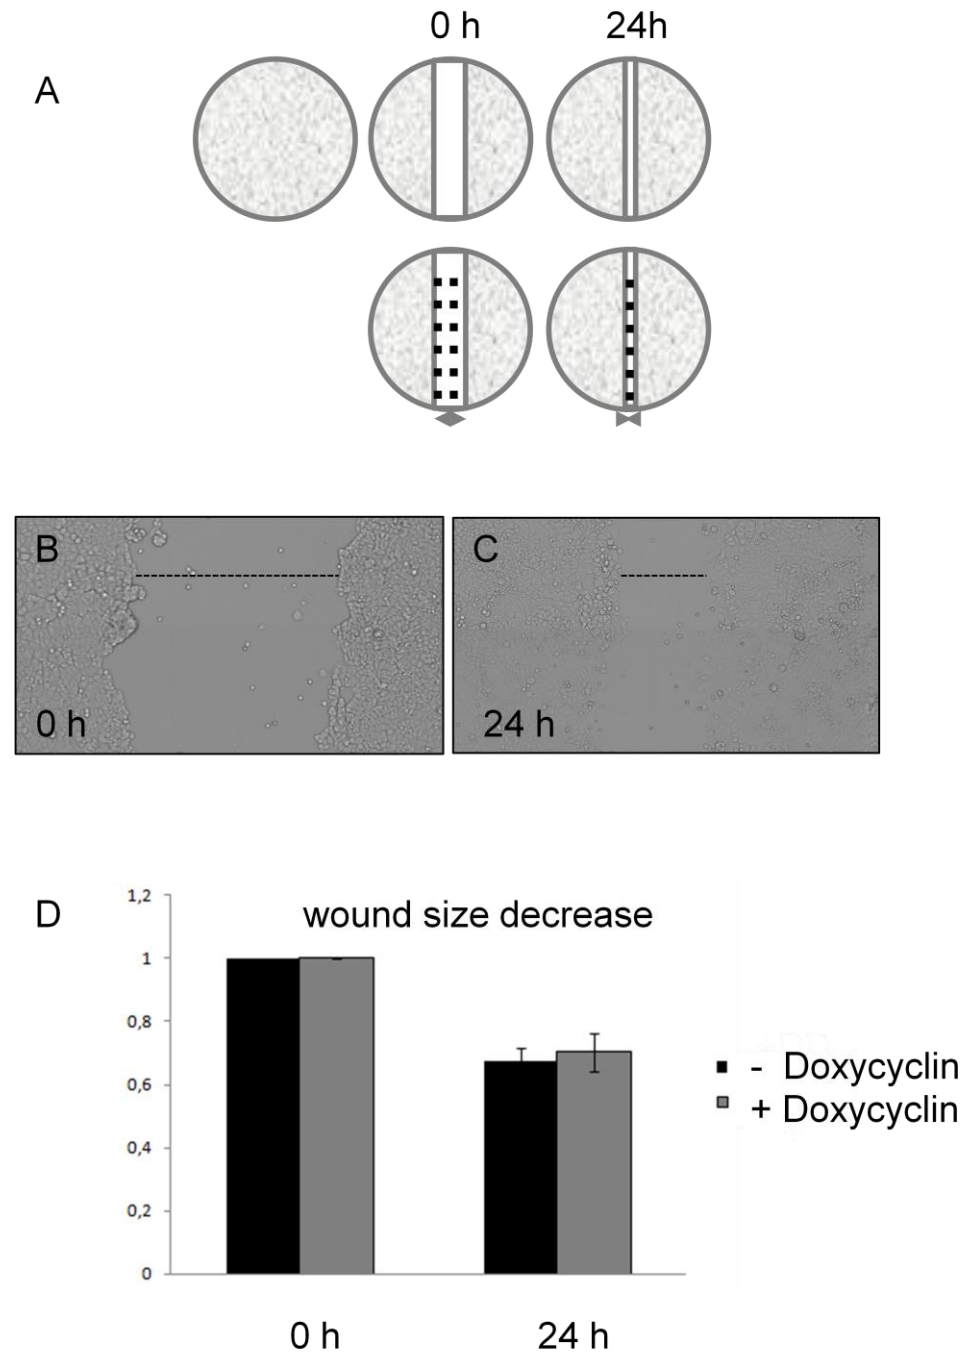 0 h
24h
A
B
0 h
C
24 h
D
wound size decrease
1,2
1
0,8
0,6
0,4
0,2
0
- Doxycyclin
+ Doxycyclin
0 h
24 h